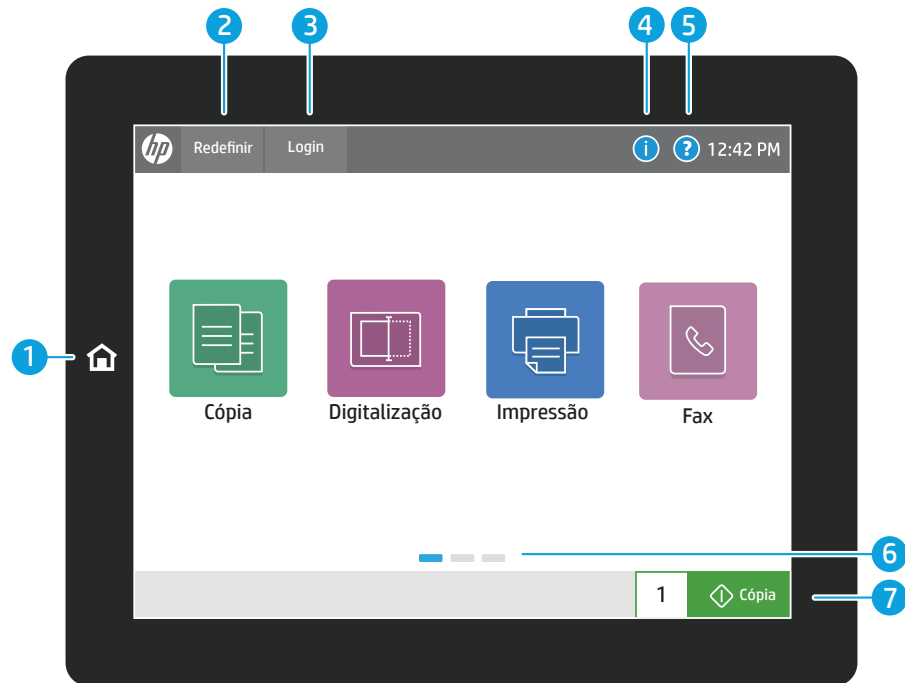 2 3 4 5
hp Redefinir Login i ? 12:42 PM
1
Cópia Digitalização Impressão Fax
6
1 Cópia 7